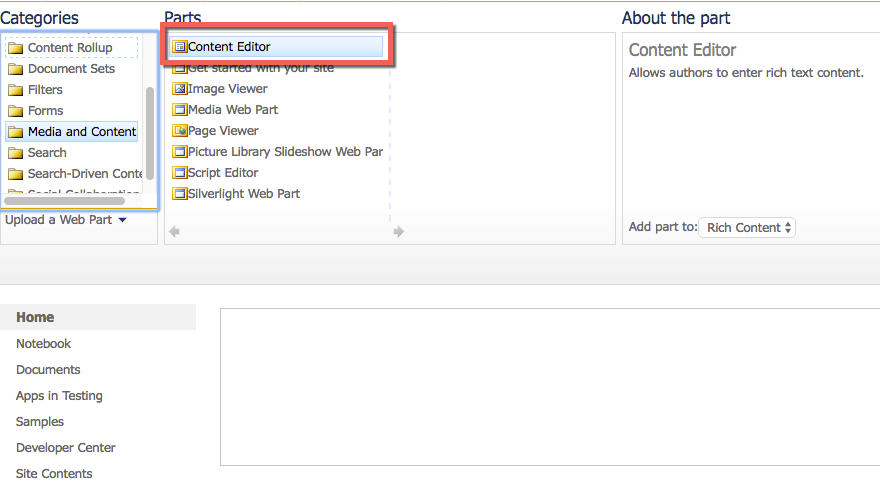 Categories
Content Rollup
Document Sets
Filters
Forms
Media and Content
Search
Search-Driven Conte
Social Collaboration
Upload a Web Part
Parts
Content Editor
Get started with your site
Image Viewer
Media Web Part
Page Viewer
Picture Library Slideshow Web Par
Script Editor
Silverlight Web Part
About the part
Content Editor
Allows authors to enter rich text content.
Add part to: Rich Content
Home
Notebook
Documents
Apps in Testing
Samples
Developer Center
Site Contents